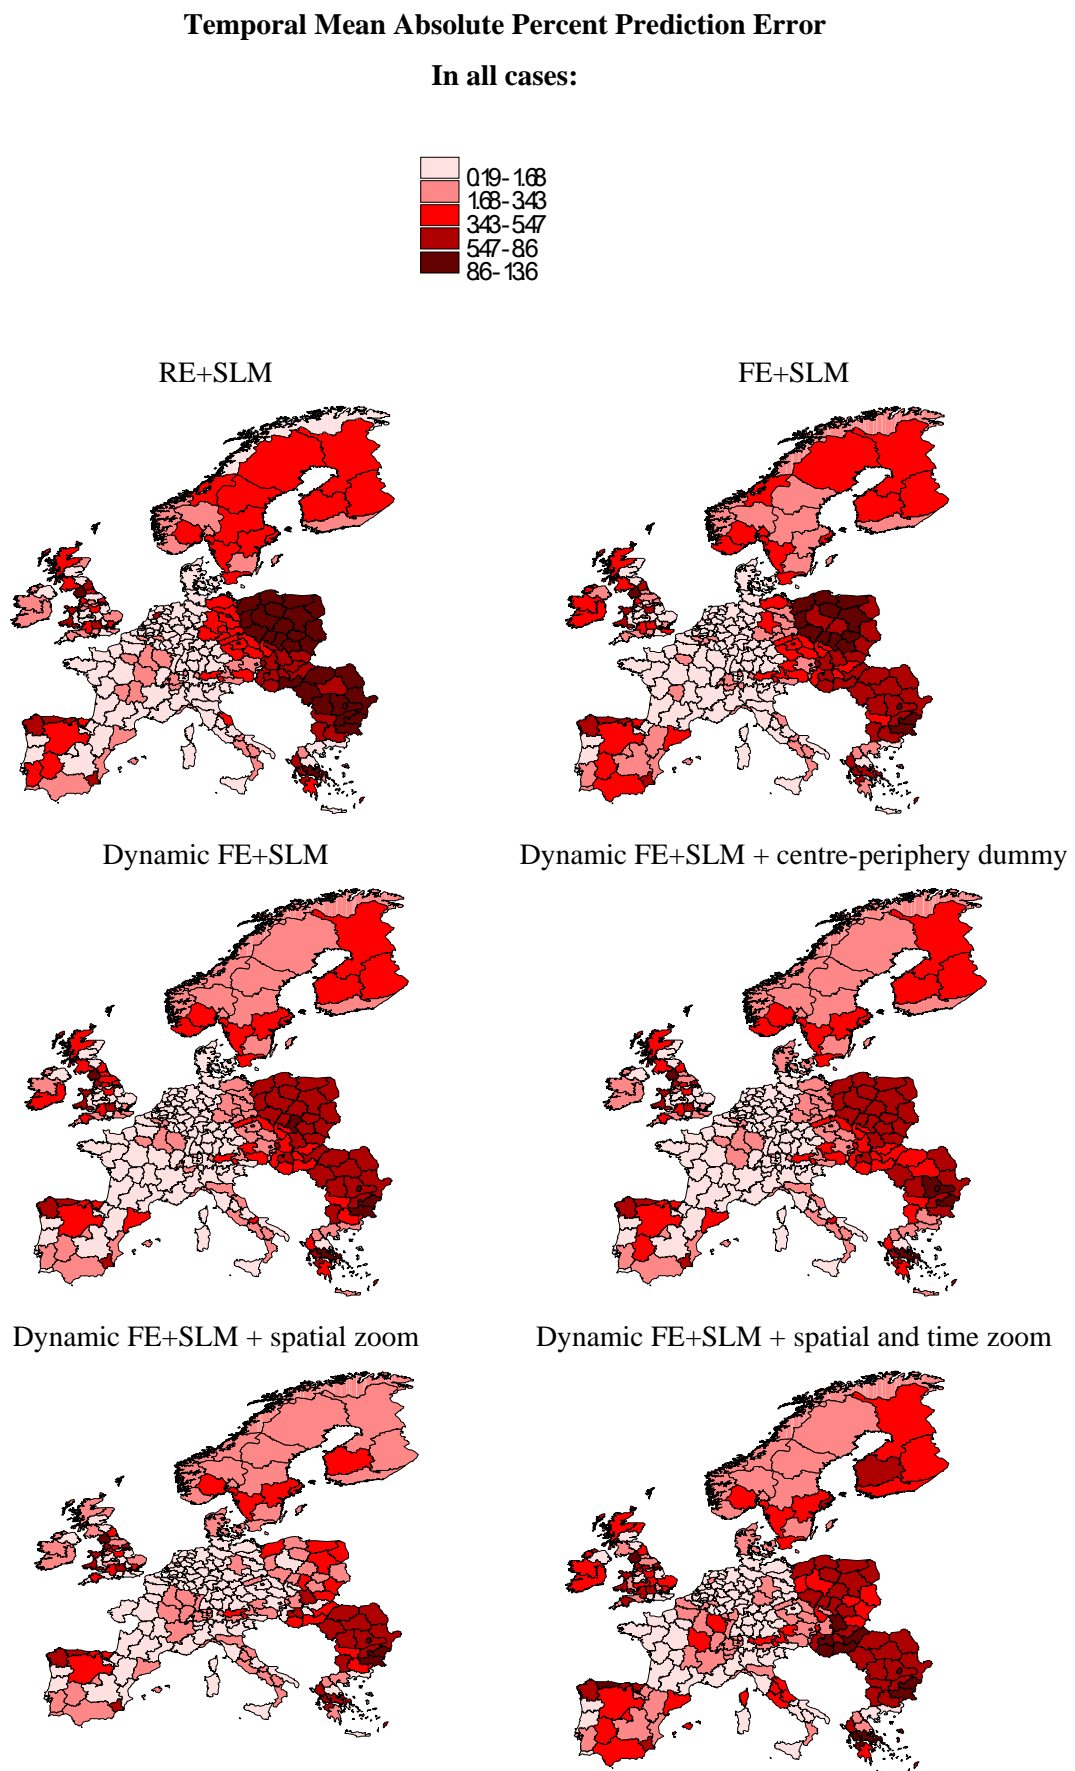 Temporal Mean Absolute Percent Prediction Error
In all cases:
0.19 - 1.68
1.68 - 3.43
3.43 - 5.47
5.47 - 8.6
8.6 - 13.6
RE+SLM
FE+SLM
Dynamic FE+SLM
Dynamic FE+SLM + centre-periphery dummy
Dynamic FE+SLM + spatial zoom
Dynamic FE+SLM + spatial and time zoom